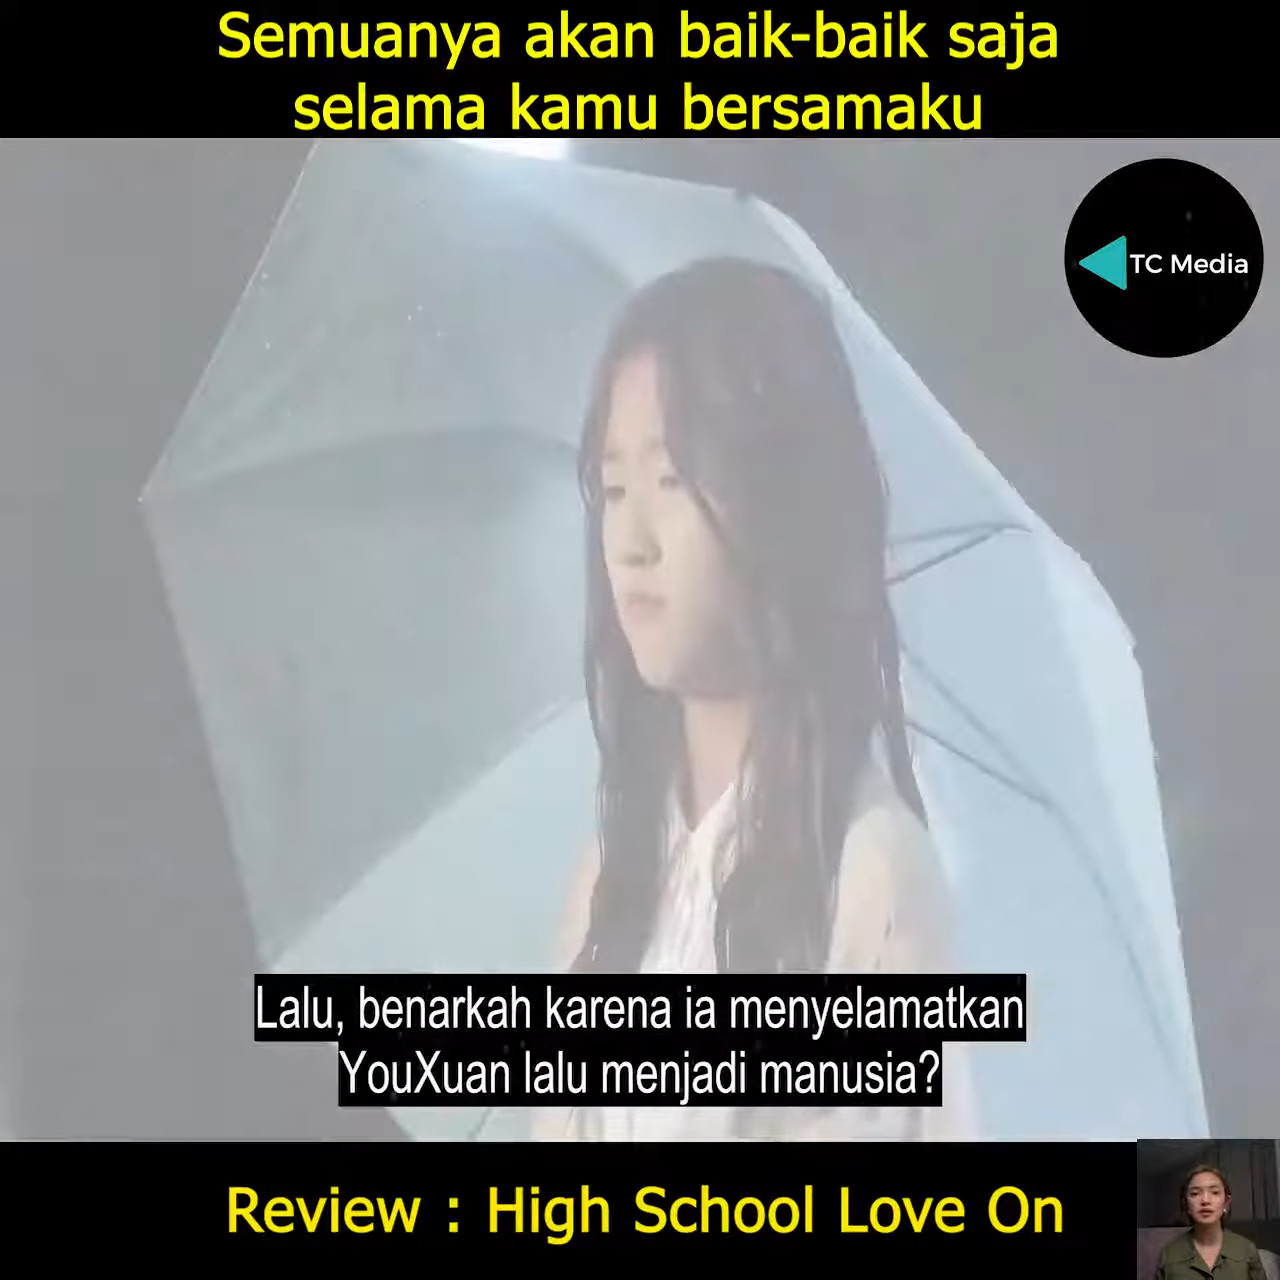 Semuanya akan baik-baik saja
selama kamu bersamaku
TC Media
Lalu, benarkah karena ia menyelamatkan
YouXuan lalu menjadi manusia?
Review : High School Love On